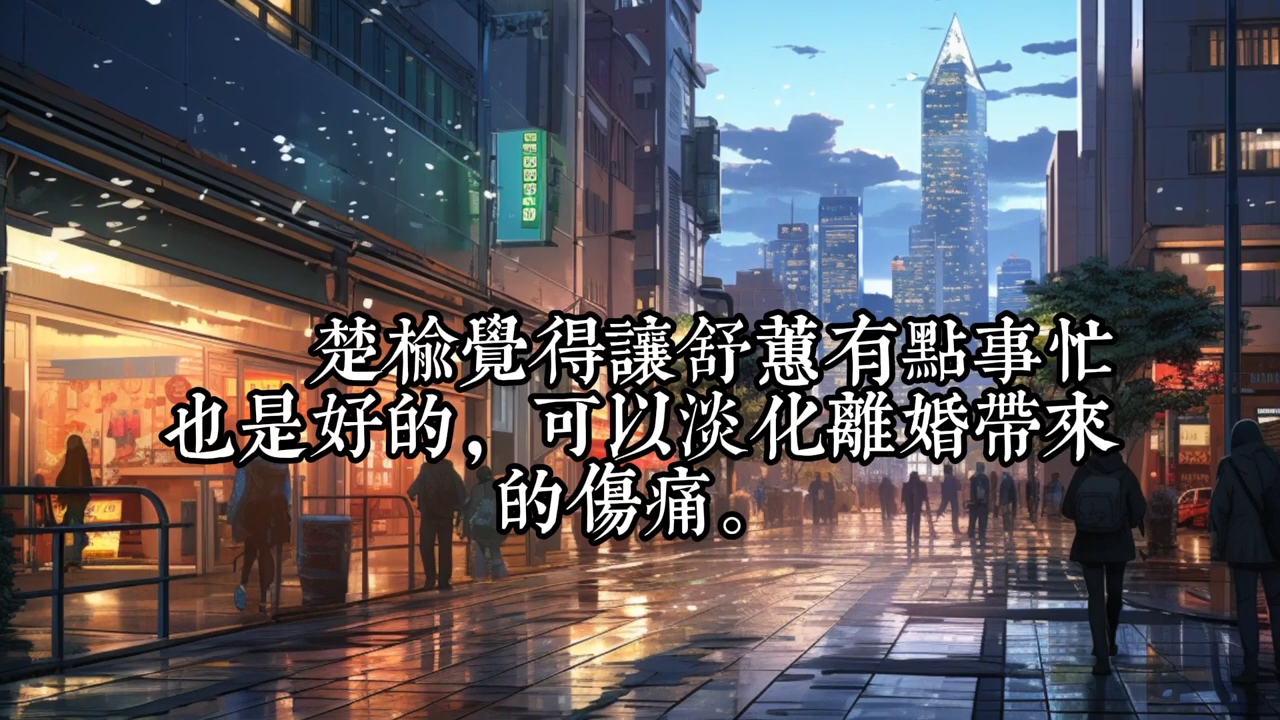 楚楡覺得讓舒蕙有點事忙
也是好的，可以淡化離婚帶來
的傷痛。